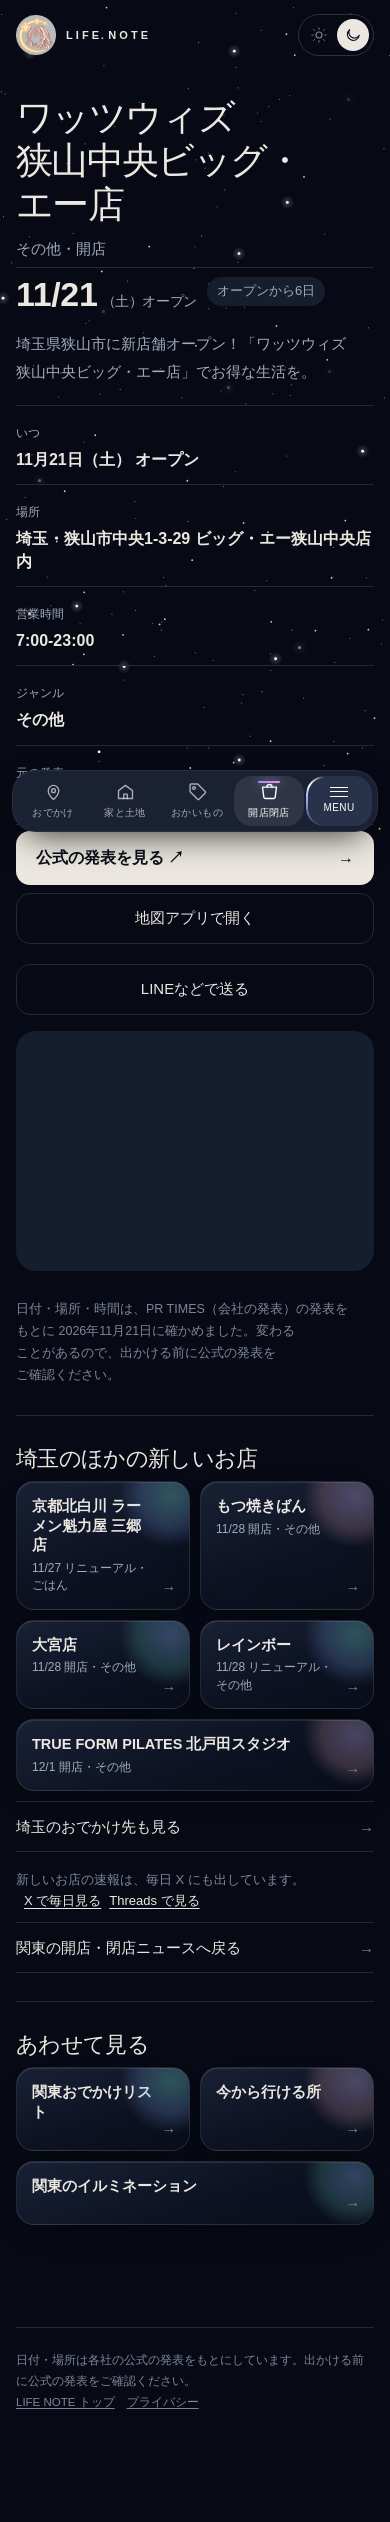 LIFE.NOTE
ワッツウィズ
狭山中央ビッグ・
エー店
その他・開店
11/21 （土）オープン オープンから6日
埼玉県狭山市に新店舗オープン！「ワッツウィズ
狭山中央ビッグ・エー店」でお得な生活を。
いつ
11月21日（土） オープン
場所
埼玉・狭山市中央1-3-29 ビッグ・エー狭山中央店
内
営業時間
7:00-23:00
ジャンル
その他
おでかけ 家と土地 おかいもの 開店閉店 MENU
公式の発表を見る ↗ →
地図アプリで開く
LINEなどで送る
日付・場所・時間は、PR TIMES（会社の発表）の発表を
もとに 2026年11月21日に確かめました。変わる
ことがあるので、出かける前に公式の発表を
ご確認ください。
埼玉のほかの新しいお店
京都北白川 ラー
メン魁力屋 三郷
店
11/27 リニューアル・
ごはん →
もつ焼きばん
11/28 開店・その他
→
大宮店
11/28 開店・その他
→
レインボー
11/28 リニューアル・
その他 →
TRUE FORM PILATES 北戸田スタジオ
12/1 開店・その他 →
埼玉のおでかけ先も見る →
新しいお店の速報は、毎日 X にも出しています。
X で毎日見る Threads で見る
関東の開店・閉店ニュースへ戻る →
あわせて見る
関東おでかけリス
ト →
今から行ける所
→
関東のイルミネーション
→
日付・場所は各社の公式の発表をもとにしています。出かける前
に公式の発表をご確認ください。
LIFE NOTE トップ プライバシー